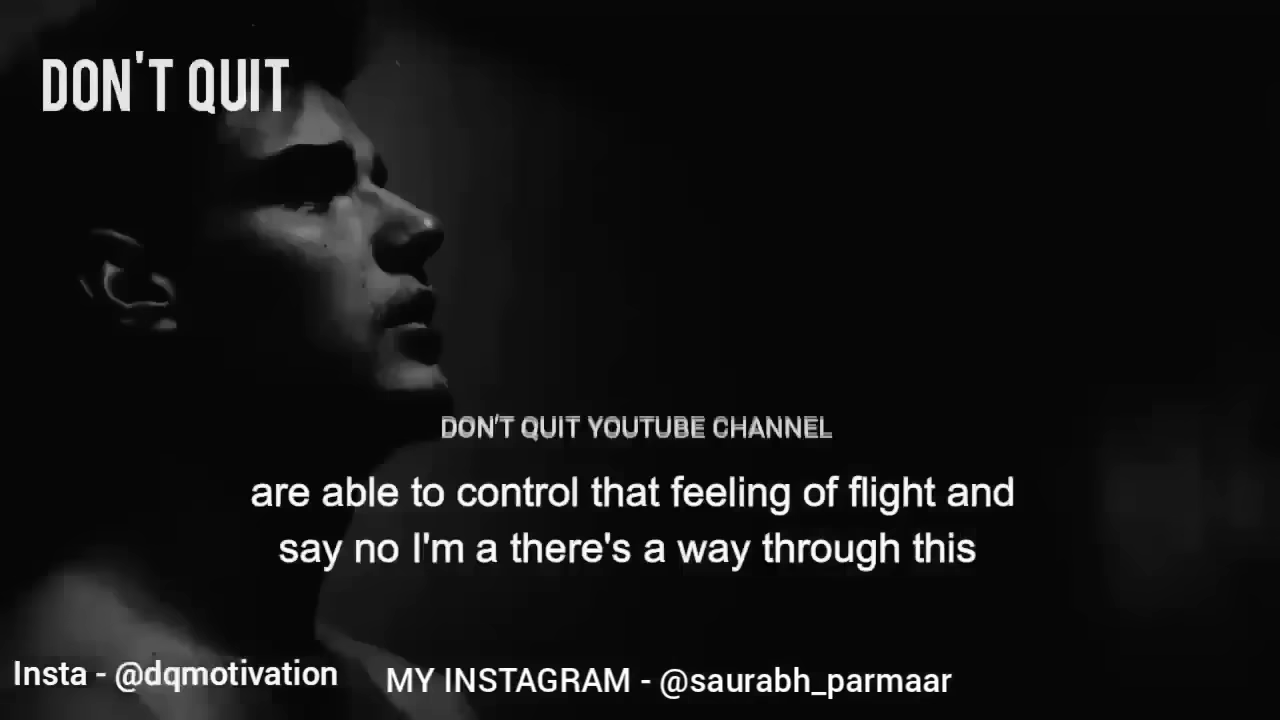 DON'T QUIT
DON'T QUIT YOUTUBE CHANNEL
are able to control that feeling of flight and
say no I'm a there's a way through this
Insta - @dqmotivation
MY INSTAGRAM - @saurabh_parmaar